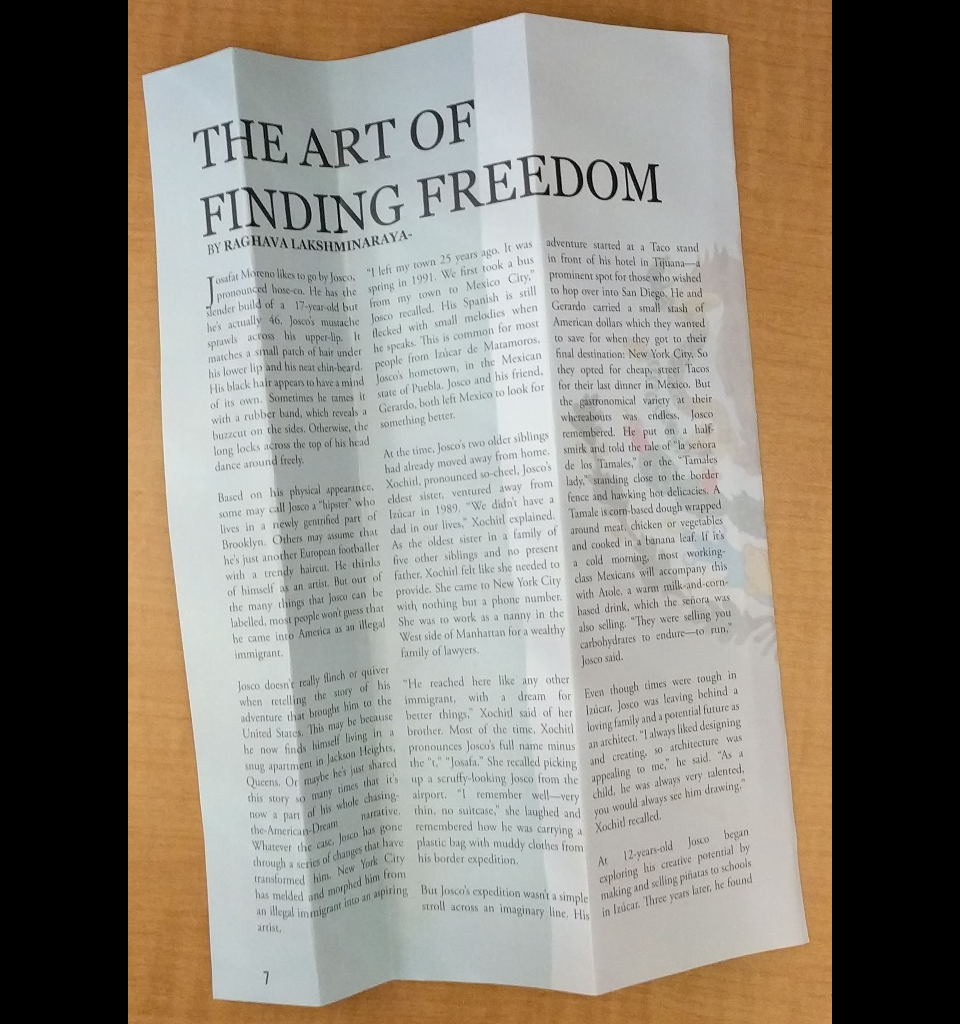 THE ART OF
FINDING FREEDOM
BY RAGHAVA LAKSHMINARAYA-
Josafat Moreno likes to go by Josco,
pronounced hose-co. He has the
slender build of a 17-year-old but
he's actually 46. Josco's mustache
sprawls across his upper-lip. It
matches a small patch of hair under
his lower lip and his neat chin-beard.
His black hair appears to have a mind
of its own. Sometimes he tames it
with a rubber band, which reveals a
buzzcut on the sides. Otherwise, the
long locks across the top of his head
dance around freely.
Based on his physical appearance,
some may call Josco a "hipster" who
lives in a newly gentrified part of
Brooklyn. Others may assume that
he's just another European footballer
with a trendy haircut. He thinks
of himself as an artist. But out of
the many things that Josco can be
labelled, most people won't guess that
he came into America as an illegal
immigrant.
Josco doesn't really flinch or quiver
when retelling the story of his
adventure that brought him to the
United States. This may be because
he now finds himself living in a
snug apartment in Jackson Heights,
Queens. Or maybe he's just shared
this story so many times that it's
now a part of his whole chasing-
the-American-Dream narrative.
Whatever the case, Josco has gone
through a series of changes that have
transformed him. New York City
has melded and morphed him from
an illegal immigrant into an aspiring
artist.
"I left my town 25 years ago. It was
spring in 1991. We first took a bus
from my town to Mexico City,"
Josco recalled. His Spanish is still
flecked with small melodies when
he speaks. This is common for most
people from Izúcar de Matamoros,
Josco's hometown, in the Mexican
state of Puebla. Josco and his friend,
Gerardo, both left Mexico to look for
something better.
At the time, Josco's two older siblings
had already moved away from home.
Xochitl, pronounced so-cheel, Josco's
eldest sister, ventured away from
Izúcar in 1989. "We didn't have a
dad in our lives," Xochitl explained.
As the oldest sister in a family of
five other siblings and no present
father, Xochitl felt like she needed to
provide. She came to New York City
with nothing but a phone number.
She was to work as a nanny in the
West side of Manhattan for a wealthy
family of lawyers.
"He reached here like any other
immigrant, with a dream for
better things," Xochitl said of her
brother. Most of the time, Xochitl
pronounces Josco's full name minus
the "t," "Josafa." She recalled picking
up a scruffy-looking Josco from the
airport. "I remember well—very
thin, no suitcase," she laughed and
remembered how he was carrying a
plastic bag with muddy clothes from
his border expedition.
But Josco's expedition wasn't a simple
stroll across an imaginary line. His
adventure started at a Taco stand
in front of his hotel in Tijuana—a
prominent spot for those who wished
to hop over into San Diego. He and
Gerardo carried a small stash of
American dollars which they wanted
to save for when they got to their
final destination: New York City. So
they opted for cheap, street Tacos
for their last dinner in Mexico. But
the gastronomical variety at their
whereabouts was endless, Josco
remembered. He put on a half-
smirk and told the tale of "la señora
de los Tamales," or the "Tamales
lady," standing close to the border
fence and hawking hot delicacies. A
Tamale is corn-based dough wrapped
around meat, chicken or vegetables
and cooked in a banana leaf. If it's
a cold morning, most working-
class Mexicans will accompany this
with Atole, a warm milk-and-corn-
based drink, which the señora was
also selling. "They were selling you
carbohydrates to endure—to run,"
Josco said.
Even though times were tough in
Izúcar, Josco was leaving behind a
loving family and a potential future as
an architect. "I always liked designing
and creating, so architecture was
appealing to me," he said. "As a
child, he was always very talented,
you would always see him drawing,"
Xochitl recalled.
At 12-years-old Josco began
exploring his creative potential by
making and selling piñatas to schools
in Izúcar. Three years later, he found
7